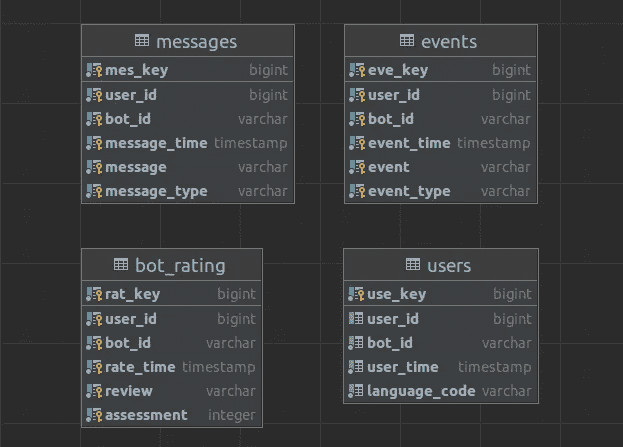 messages
mes_key bigint
user_id bigint
bot_id varchar
message_time timestamp
message varchar
message_type varchar
events
eve_key bigint
user_id bigint
bot_id varchar
event_time timestamp
event varchar
event_type varchar
bot_rating
rat_key bigint
user_id bigint
bot_id varchar
rate_time timestamp
review varchar
assessment integer
users
use_key bigint
user_id bigint
bot_id varchar
user_time timestamp
language_code varchar